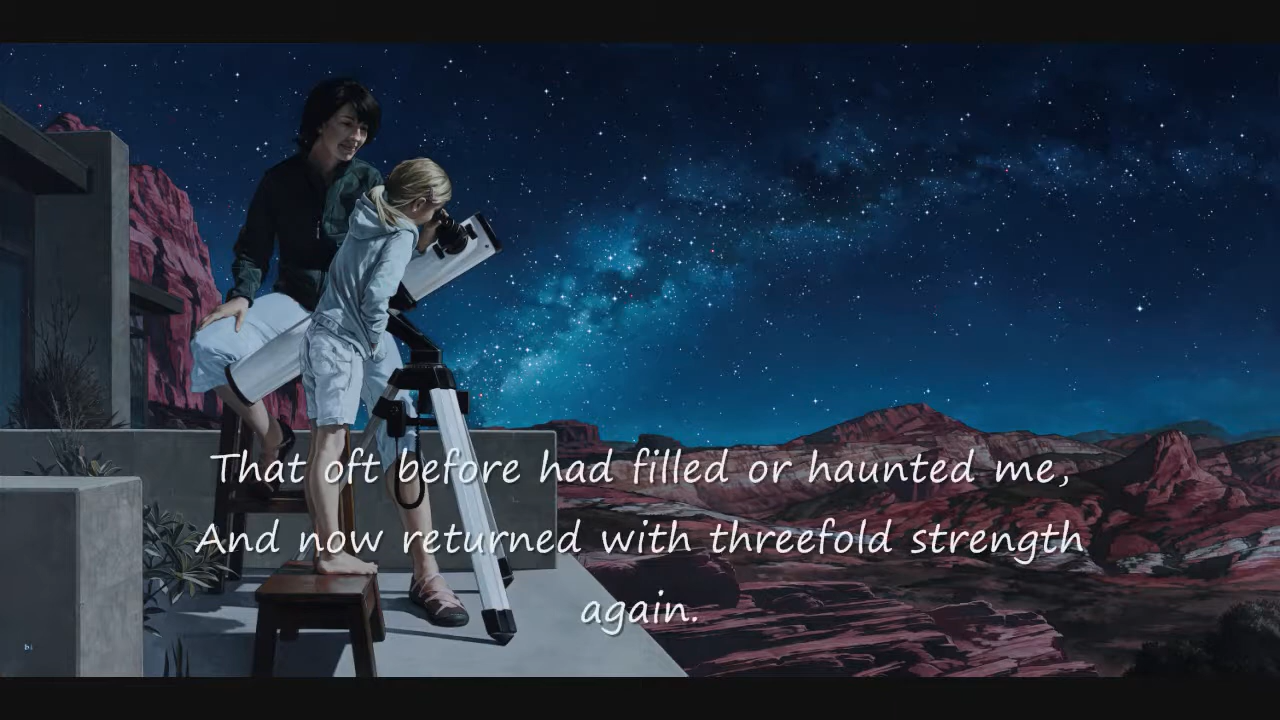 That oft before had filled or haunted me,
And now returned with threefold strength
again.